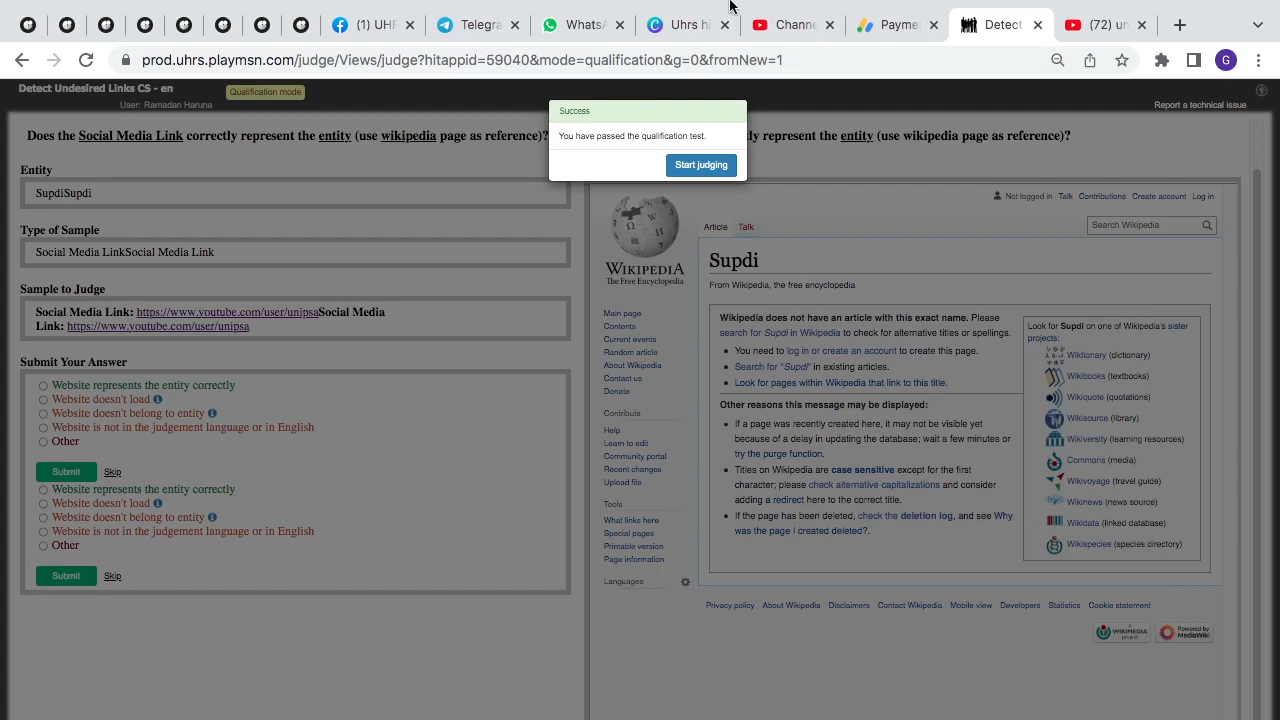 (1) UHR
Telegra
WhatsA
Uhrs hi
Channe
Paymen
Detect
(72) un
prod.uhrs.playmsn.com/judge/Views/judge?hitappid=59040&mode=qualification&g=0&fromNew=1
G
Detect Undesired Links CS - en
Qualification mode
User: Ramadan Haruna
Report a technical issue
Success
You have passed the qualification test.
Start judging
Does the Social Media Link correctly represent the entity (use wikipedia page as reference)?
ly represent the entity (use wikipedia page as reference)?
Entity
SupdiSupdi
Type of Sample
Social Media LinkSocial Media Link
Sample to Judge
Social Media Link: https://www.youtube.com/user/unipsaSocial Media
Link: https://www.youtube.com/user/unipsa
Submit Your Answer
Website represents the entity correctly
Website doesn't load
Website doesn't belong to entity
Website is not in the judgement language or in English
Other
Submit
Skip
Website represents the entity correctly
Website doesn't load
Website doesn't belong to entity
Website is not in the judgement language or in English
Other
Submit
Skip
Not logged in Talk Contributions Create account Log in
Article Talk
Search Wikipedia
WIKIPEDIA
The Free Encyclopedia
Main page
Contents
Current events
Random article
About Wikipedia
Contact us
Donate
Contribute
Help
Learn to edit
Community portal
Recent changes
Upload file
Tools
What links here
Special pages
Printable version
Page information
Languages
Supdi
From Wikipedia, the free encyclopedia
Wikipedia does not have an article with this exact name. Please
search for Supdi in Wikipedia to check for alternative titles or spellings.
You need to log in or create an account to create this page.
Search for "Supdi" in existing articles.
Look for pages within Wikipedia that link to this title.
Other reasons this message may be displayed:
If a page was recently created here, it may not be visible yet
because of a delay in updating the database; wait a few minutes or
try the purge function.
Titles on Wikipedia are case sensitive except for the first
character; please check alternative capitalizations and consider
adding a redirect here to the correct title.
If the page has been deleted, check the deletion log, and see Why
was the page I created deleted?.
Look for Supdi on one of Wikipedia's sister
projects:
Wiktionary (dictionary)
Wikibooks (textbooks)
Wikiquote (quotations)
Wikisource (library)
Wikiversity (learning resources)
Commons (media)
Wikivoyage (travel guide)
Wikinews (news source)
Wikidata (linked database)
Wikispecies (species directory)
Privacy policy About Wikipedia Disclaimers Contact Wikipedia Mobile view Developers Statistics Cookie statement
WIKIMEDIA
project
Powered by
MediaWiki